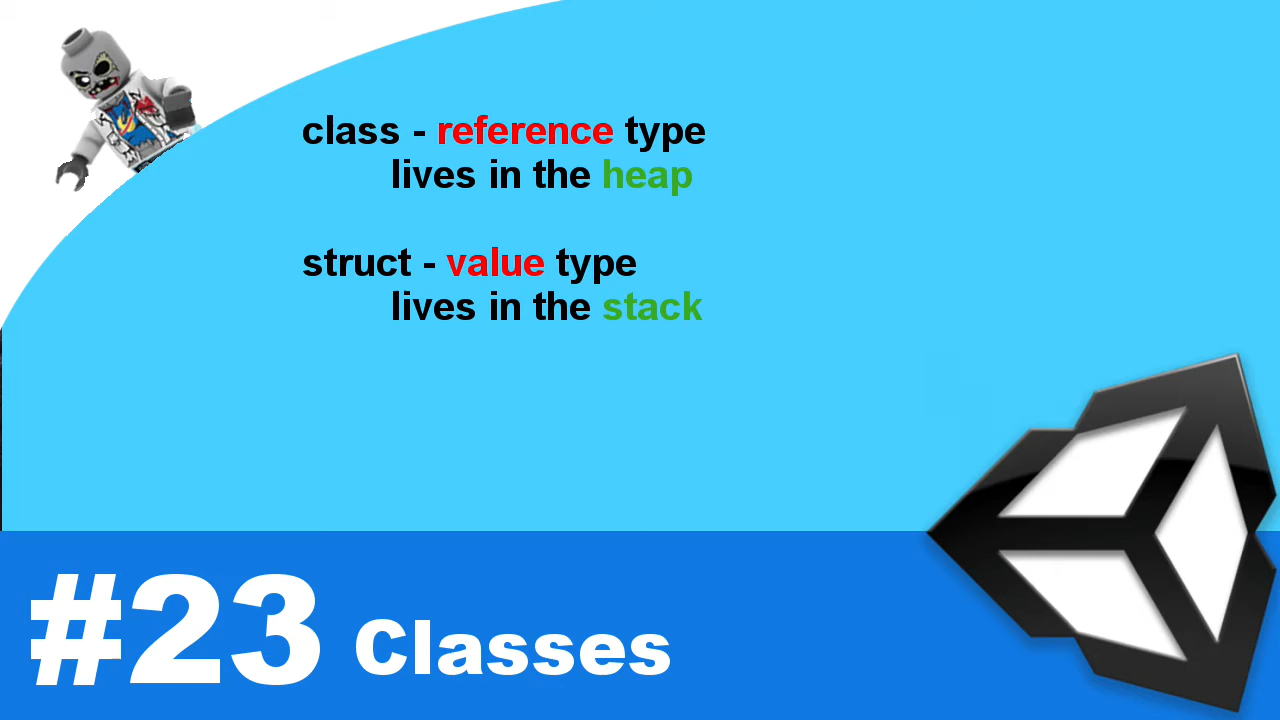 class - reference type
lives in the heap
struct - value type
lives in the stack
#23 Classes